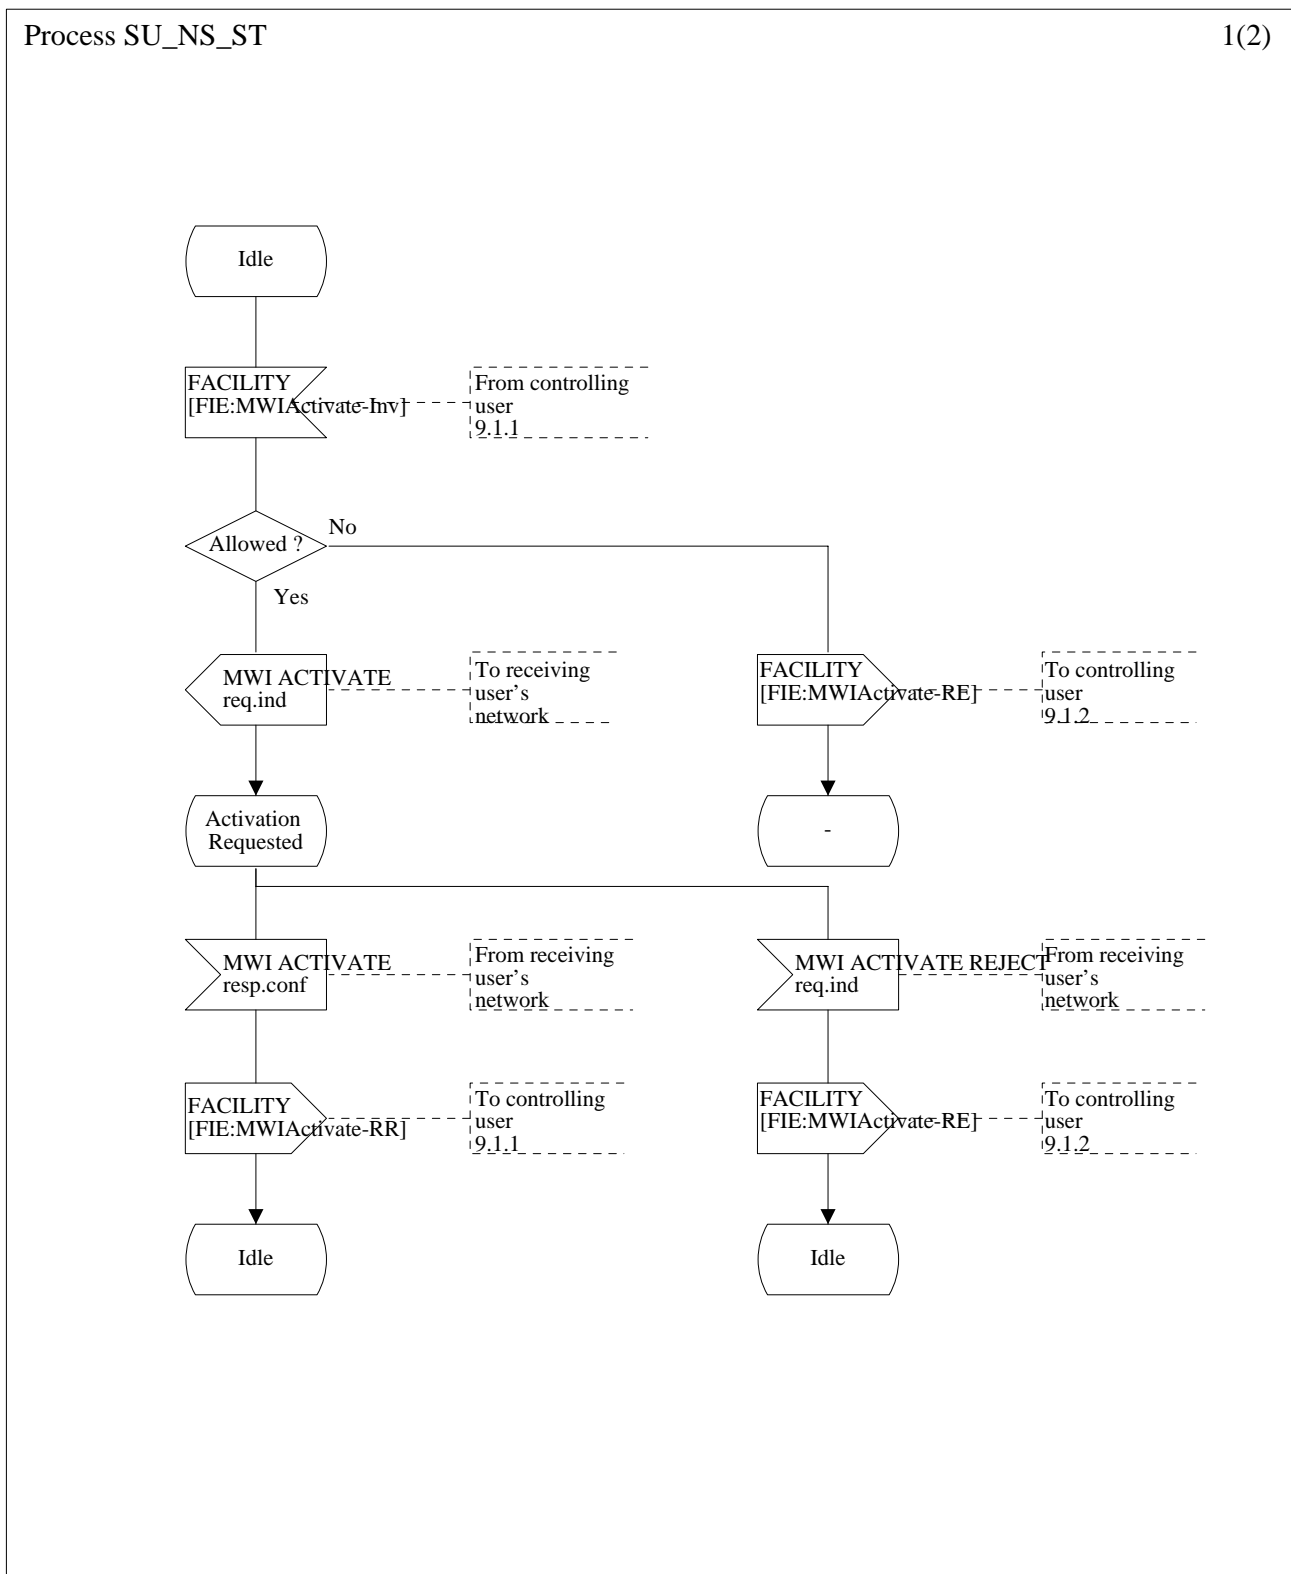 Process SU_NS_ST
1(2)
Idle
FACILITY
[FIE:MWIActivate-Inv]
From controlling
user
9.1.1
Allowed ?
No
Yes
MWI ACTIVATE
req.ind
To receiving
user's
network
FACILITY
[FIE:MWIActivate-RE]
To controlling
user
9.1.2
Activation
Requested
-
MWI ACTIVATE
resp.conf
From receiving
user's
network
MWI ACTIVATE REJECT
req.ind
From receiving
user's
network
FACILITY
[FIE:MWIActivate-RR]
To controlling
user
9.1.1
FACILITY
[FIE:MWIActivate-RE]
To controlling
user
9.1.2
Idle
Idle